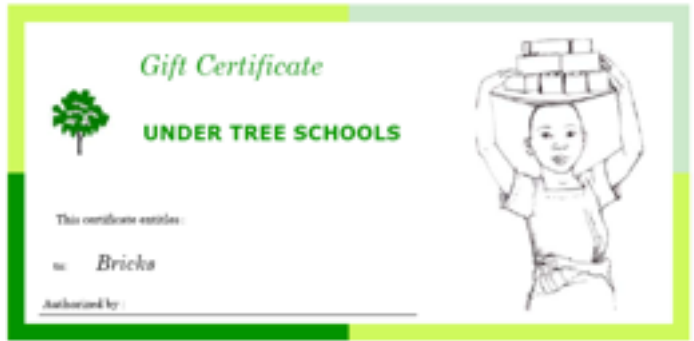 Gift Certificate
UNDER TREE SCHOOLS
This certificate entitles :
to: Bricks
Authorized by :